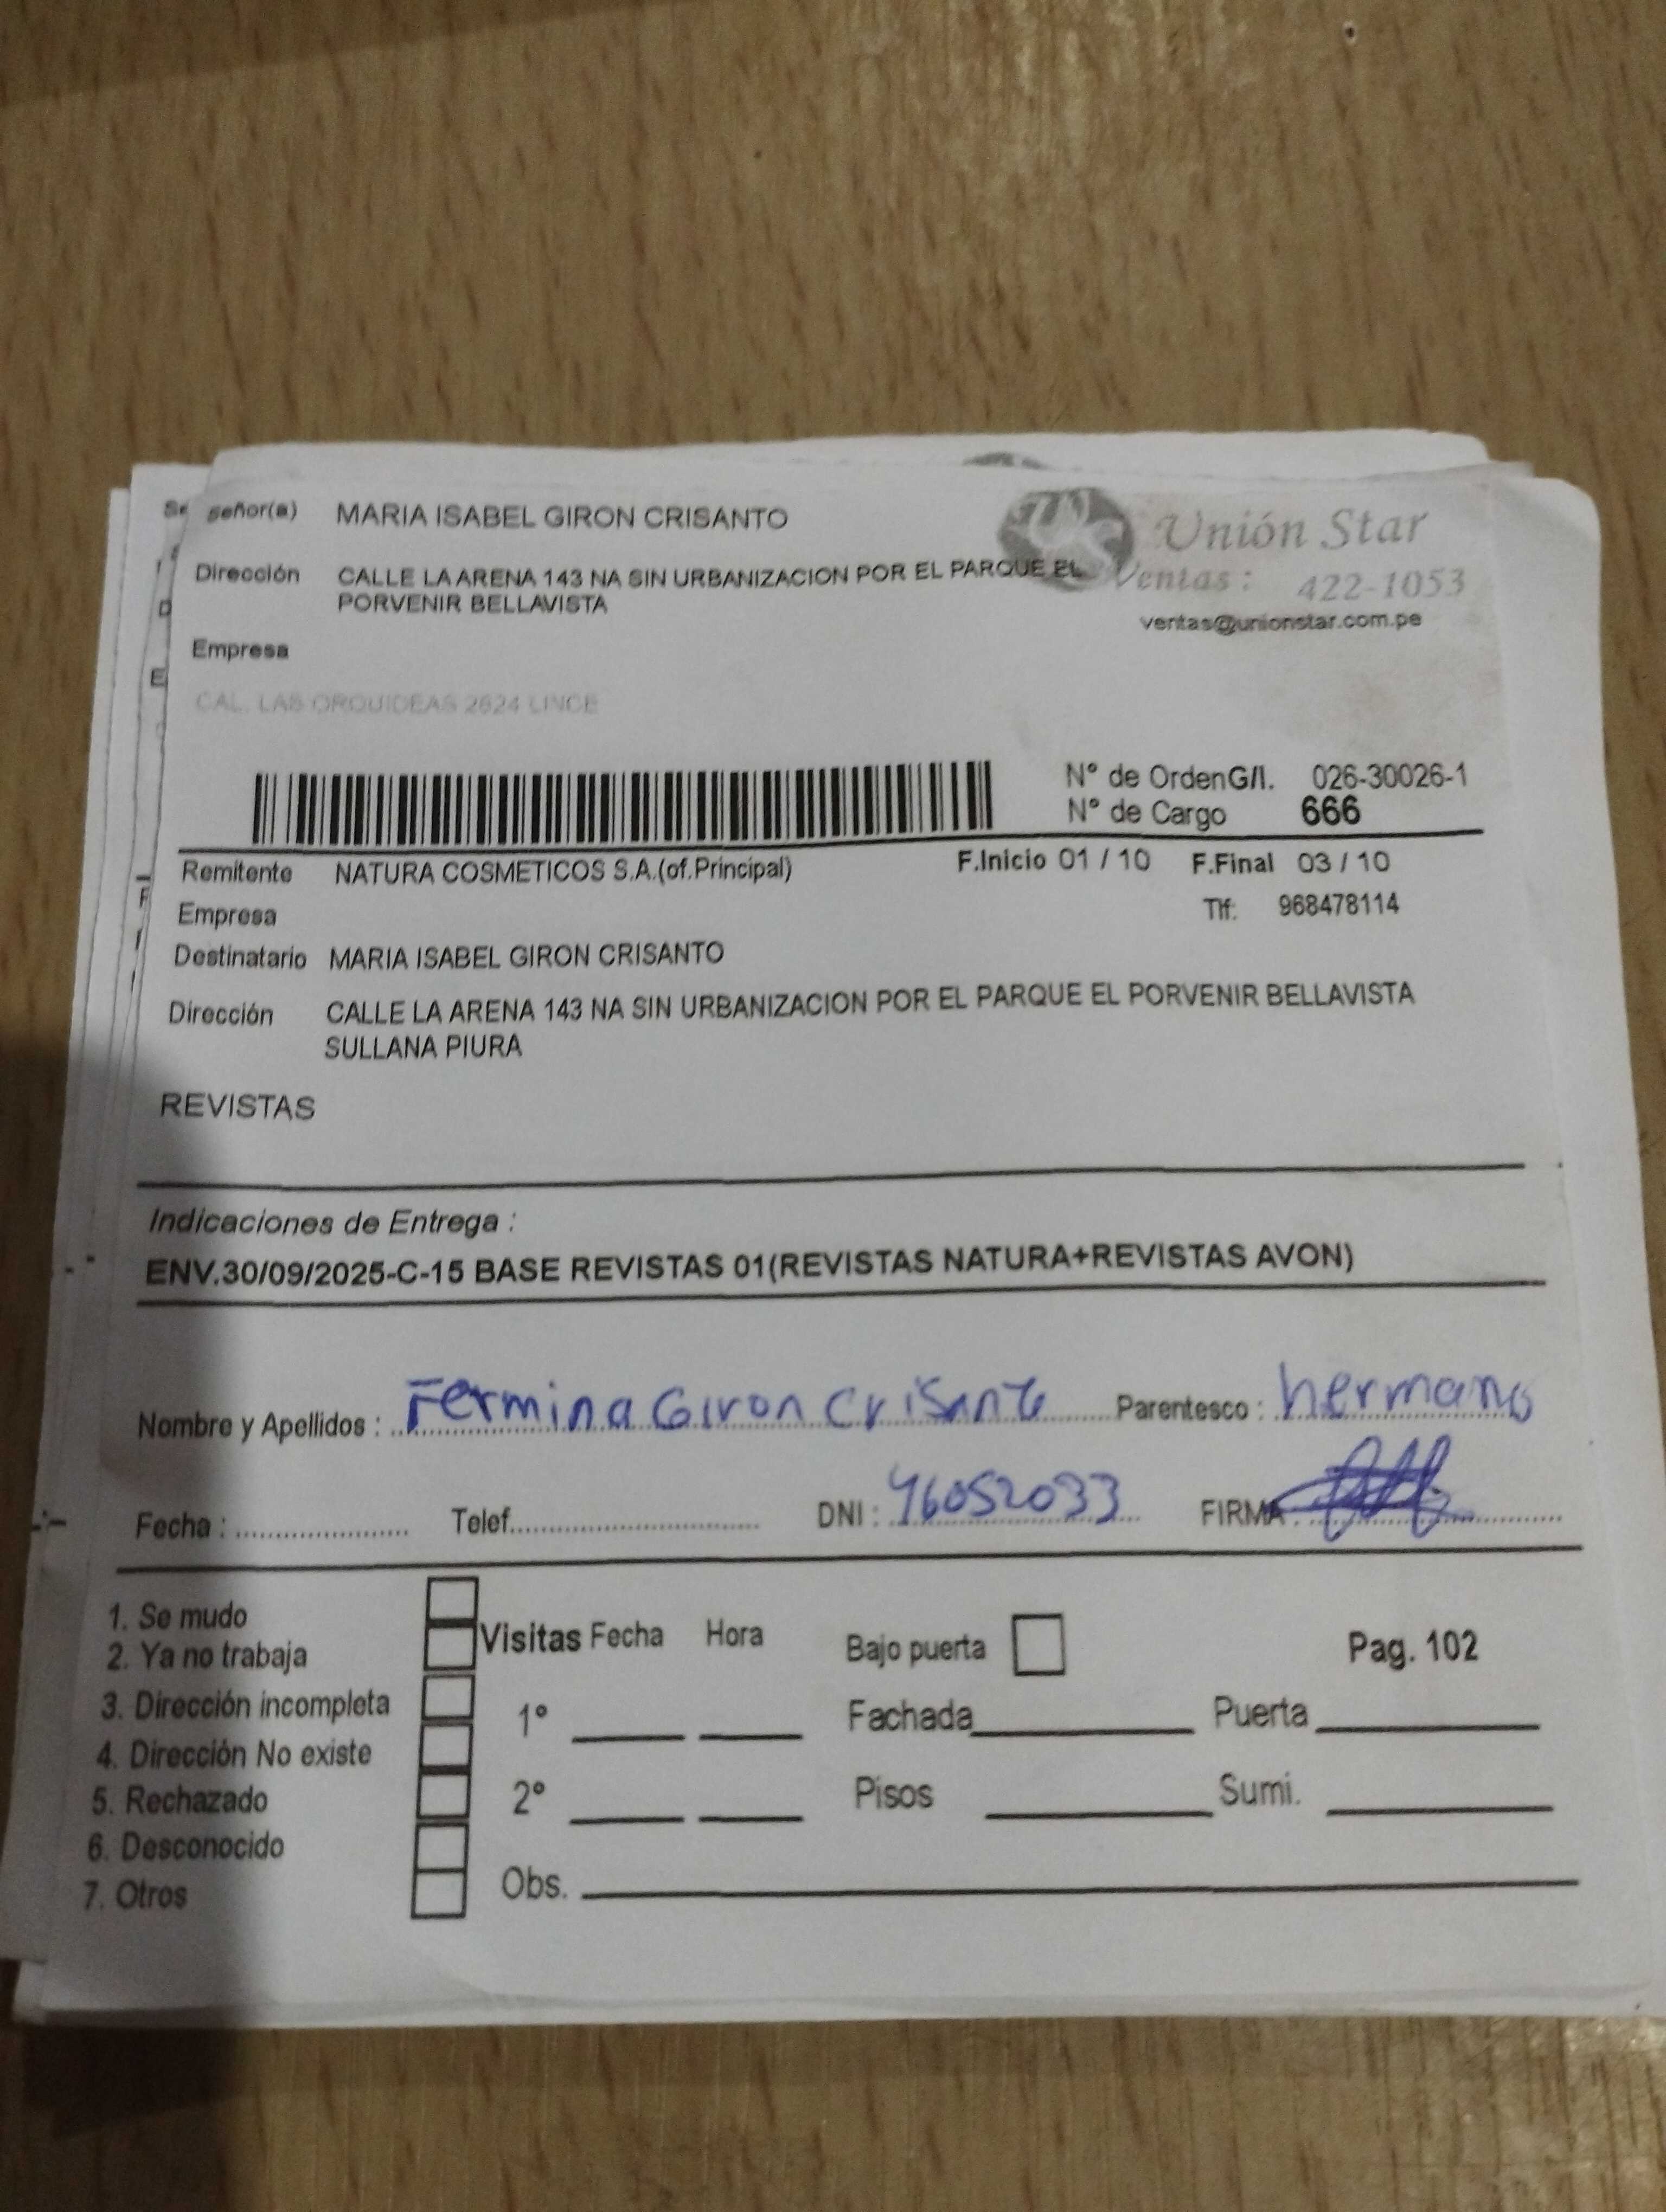 Señor(a) MARIA ISABEL GIRON CRISANTO
Unión Star
Dirección CALLE LA ARENA 143 NA SIN URBANIZACION POR EL PARQUE EL
PORVENIR BELLAVISTA
Ventas : 422-1053
ventas@unionstar.com.pe
Empresa
CAL. LAS ORQUIDEAS 2624 LINCE
N° de OrdenG/I. 026-30026-1
N° de Cargo 666
Remitente NATURA COSMETICOS S.A.(of.Principal) F.Inicio 01 / 10 F.Final 03 / 10
Empresa Tlf: 968478114
Destinatario MARIA ISABEL GIRON CRISANTO
Dirección CALLE LA ARENA 143 NA SIN URBANIZACION POR EL PARQUE EL PORVENIR BELLAVISTA
SULLANA PIURA
REVISTAS
Indicaciones de Entrega :
ENV.30/09/2025-C-15 BASE REVISTAS 01(REVISTAS NATURA+REVISTAS AVON)
Nombre y Apellidos : Fermina Giron Crisanto Parentesco : hermano
Fecha : Telef. DNI : 46052033 FIRMA :
1. Se mudo
2. Ya no trabaja
3. Dirección incompleta
4. Dirección No existe
5. Rechazado
6. Desconocido
7. Otros
Visitas Fecha Hora
1°
2°
Obs.
Bajo puerta Pag. 102
Fachada Puerta
Pisos Sumi.